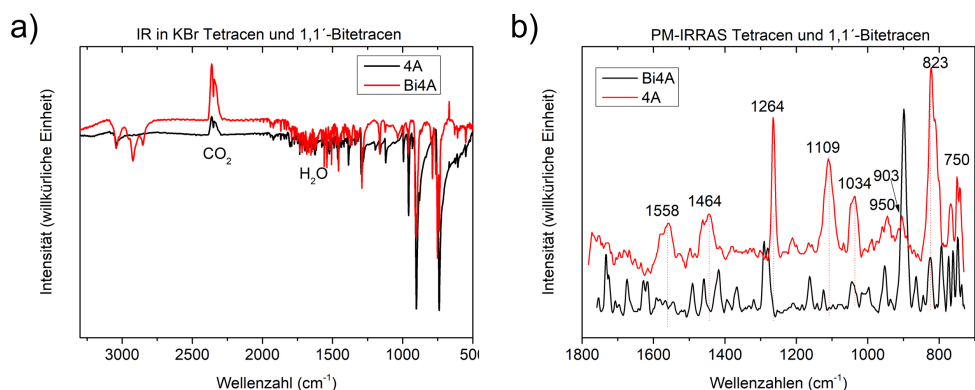 a)
IR in KBr Tetracen und 1,1´-Bitetracen
4A
Bi4A
CO2
H2O
Intensität (willkürliche Einheit)
3000 2500 2000 1500 1000 500
Wellenzahl (cm-1)
b)
PM-IRRAS Tetracen und 1,1´-Bitetracen
Bi4A
4A
1558
1464
1264
1109
1034
950
903
823
750
Intensität (willkürliche Einheit)
1800 1600 1400 1200 1000 800
Wellenzahlen (cm-1)